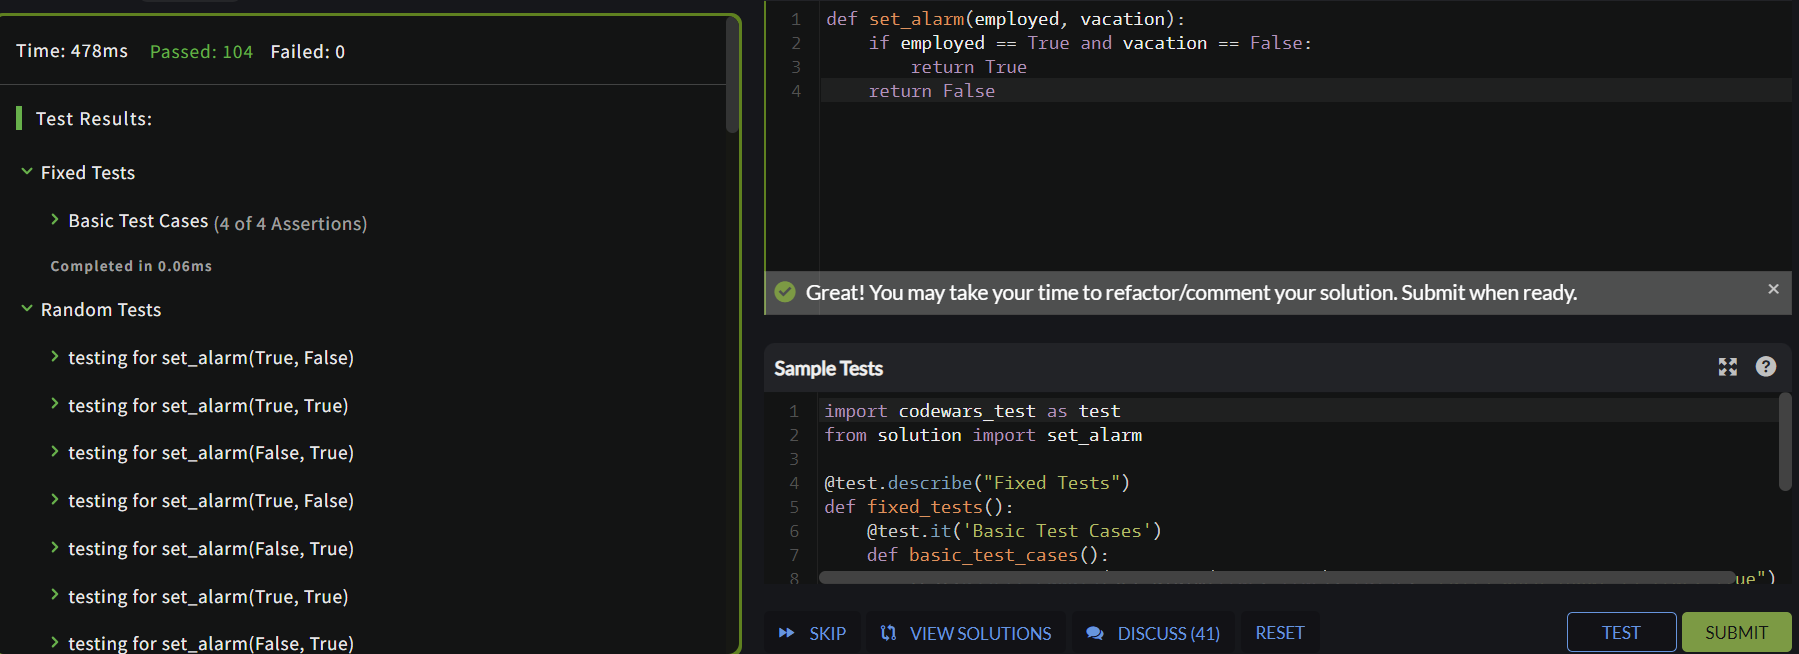 Time: 478ms Passed: 104 Failed: 0
Test Results:
Fixed Tests
Basic Test Cases (4 of 4 Assertions)
Completed in 0.06ms
Random Tests
testing for set_alarm(True, False)
testing for set_alarm(True, True)
testing for set_alarm(False, True)
testing for set_alarm(True, False)
testing for set_alarm(False, True)
testing for set_alarm(True, True)
testing for set_alarm(False, True)
1 def set_alarm(employed, vacation):
2     if employed == True and vacation == False:
3         return True
4     return False
Great! You may take your time to refactor/comment your solution. Submit when ready.
Sample Tests
1 import codewars_test as test
2 from solution import set_alarm
3
4 @test.describe("Fixed Tests")
5 def fixed_tests():
6     @test.it('Basic Test Cases')
7     def basic_test_cases():
8 ue")
SKIP VIEW SOLUTIONS DISCUSS (41) RESET TEST SUBMIT